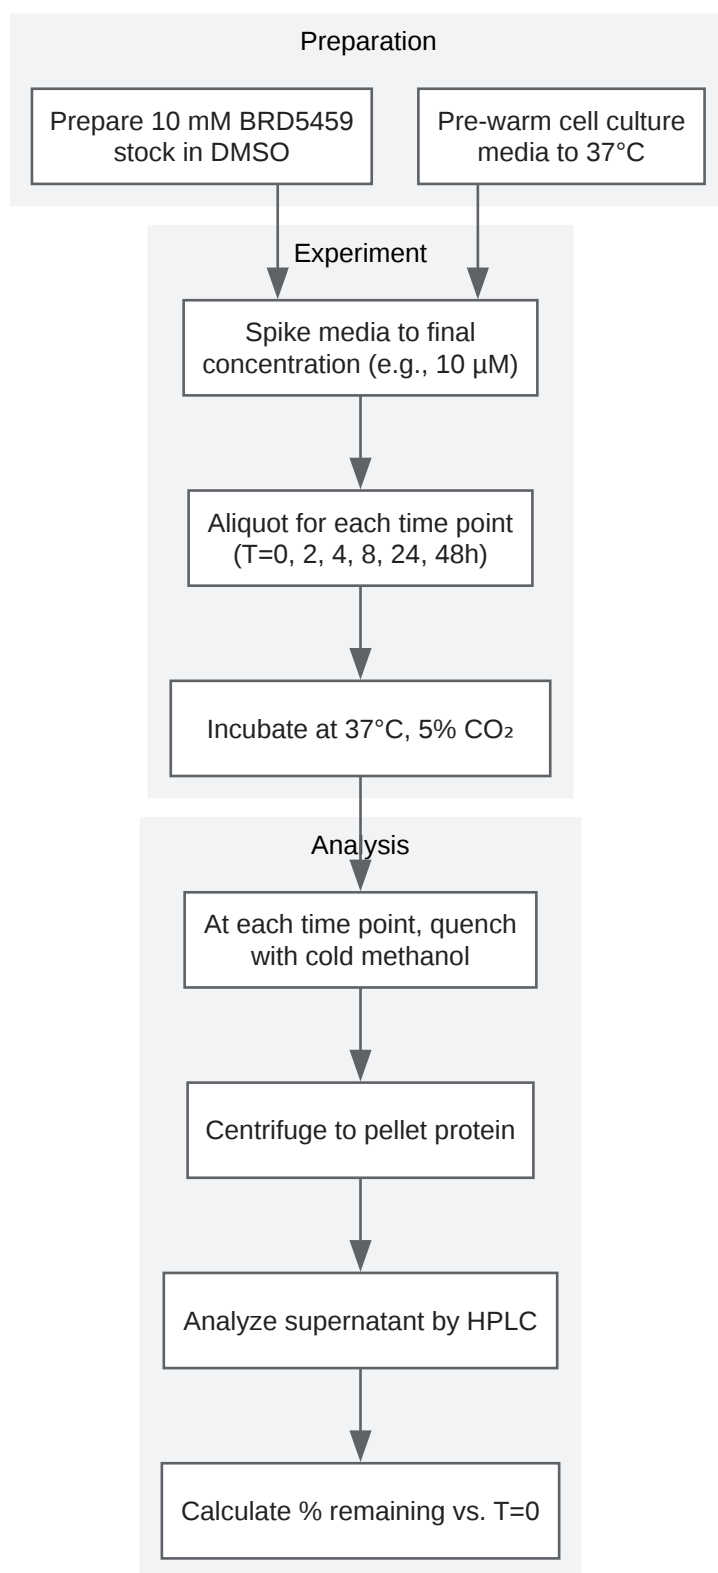 Preparation
Prepare 10 mM BRD5459
stock in DMSO
Pre-warm cell culture
media to 37°C
Experiment
Spike media to final
concentration (e.g., 10 µM)
Aliquot for each time point
(T=0, 2, 4, 8, 24, 48h)
Incubate at 37°C, 5% CO₂
Analysis
At each time point, quench
with cold methanol
Centrifuge to pellet protein
Analyze supernatant by HPLC
Calculate % remaining vs. T=0